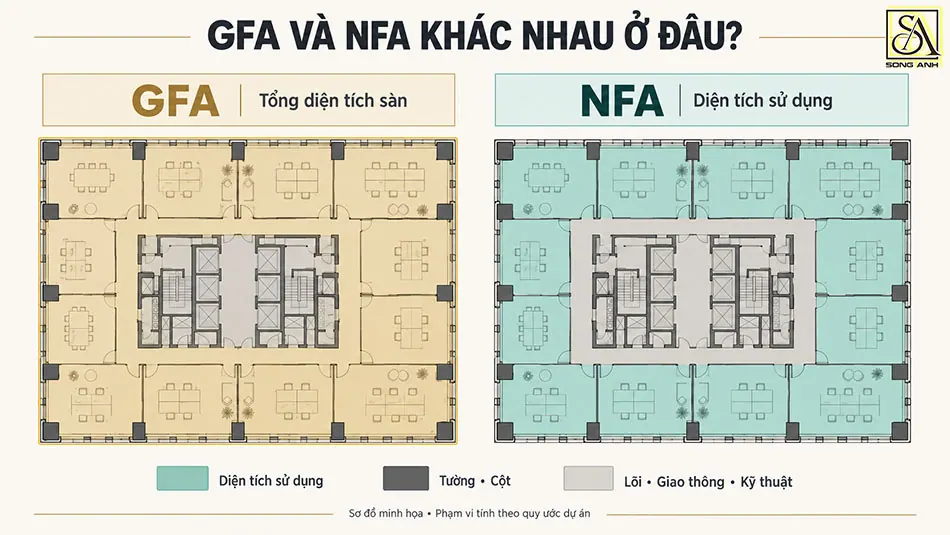 GFA VÀ NFA KHÁC NHAU Ở ĐÂU?
SA
SONG ANH
GFA | Tổng diện tích sàn
NFA | Diện tích sử dụng
Diện tích sử dụng
Tường • Cột
Lõi • Giao thông • Kỹ thuật
Sơ đồ minh họa • Phạm vi tính theo quy ước dự án